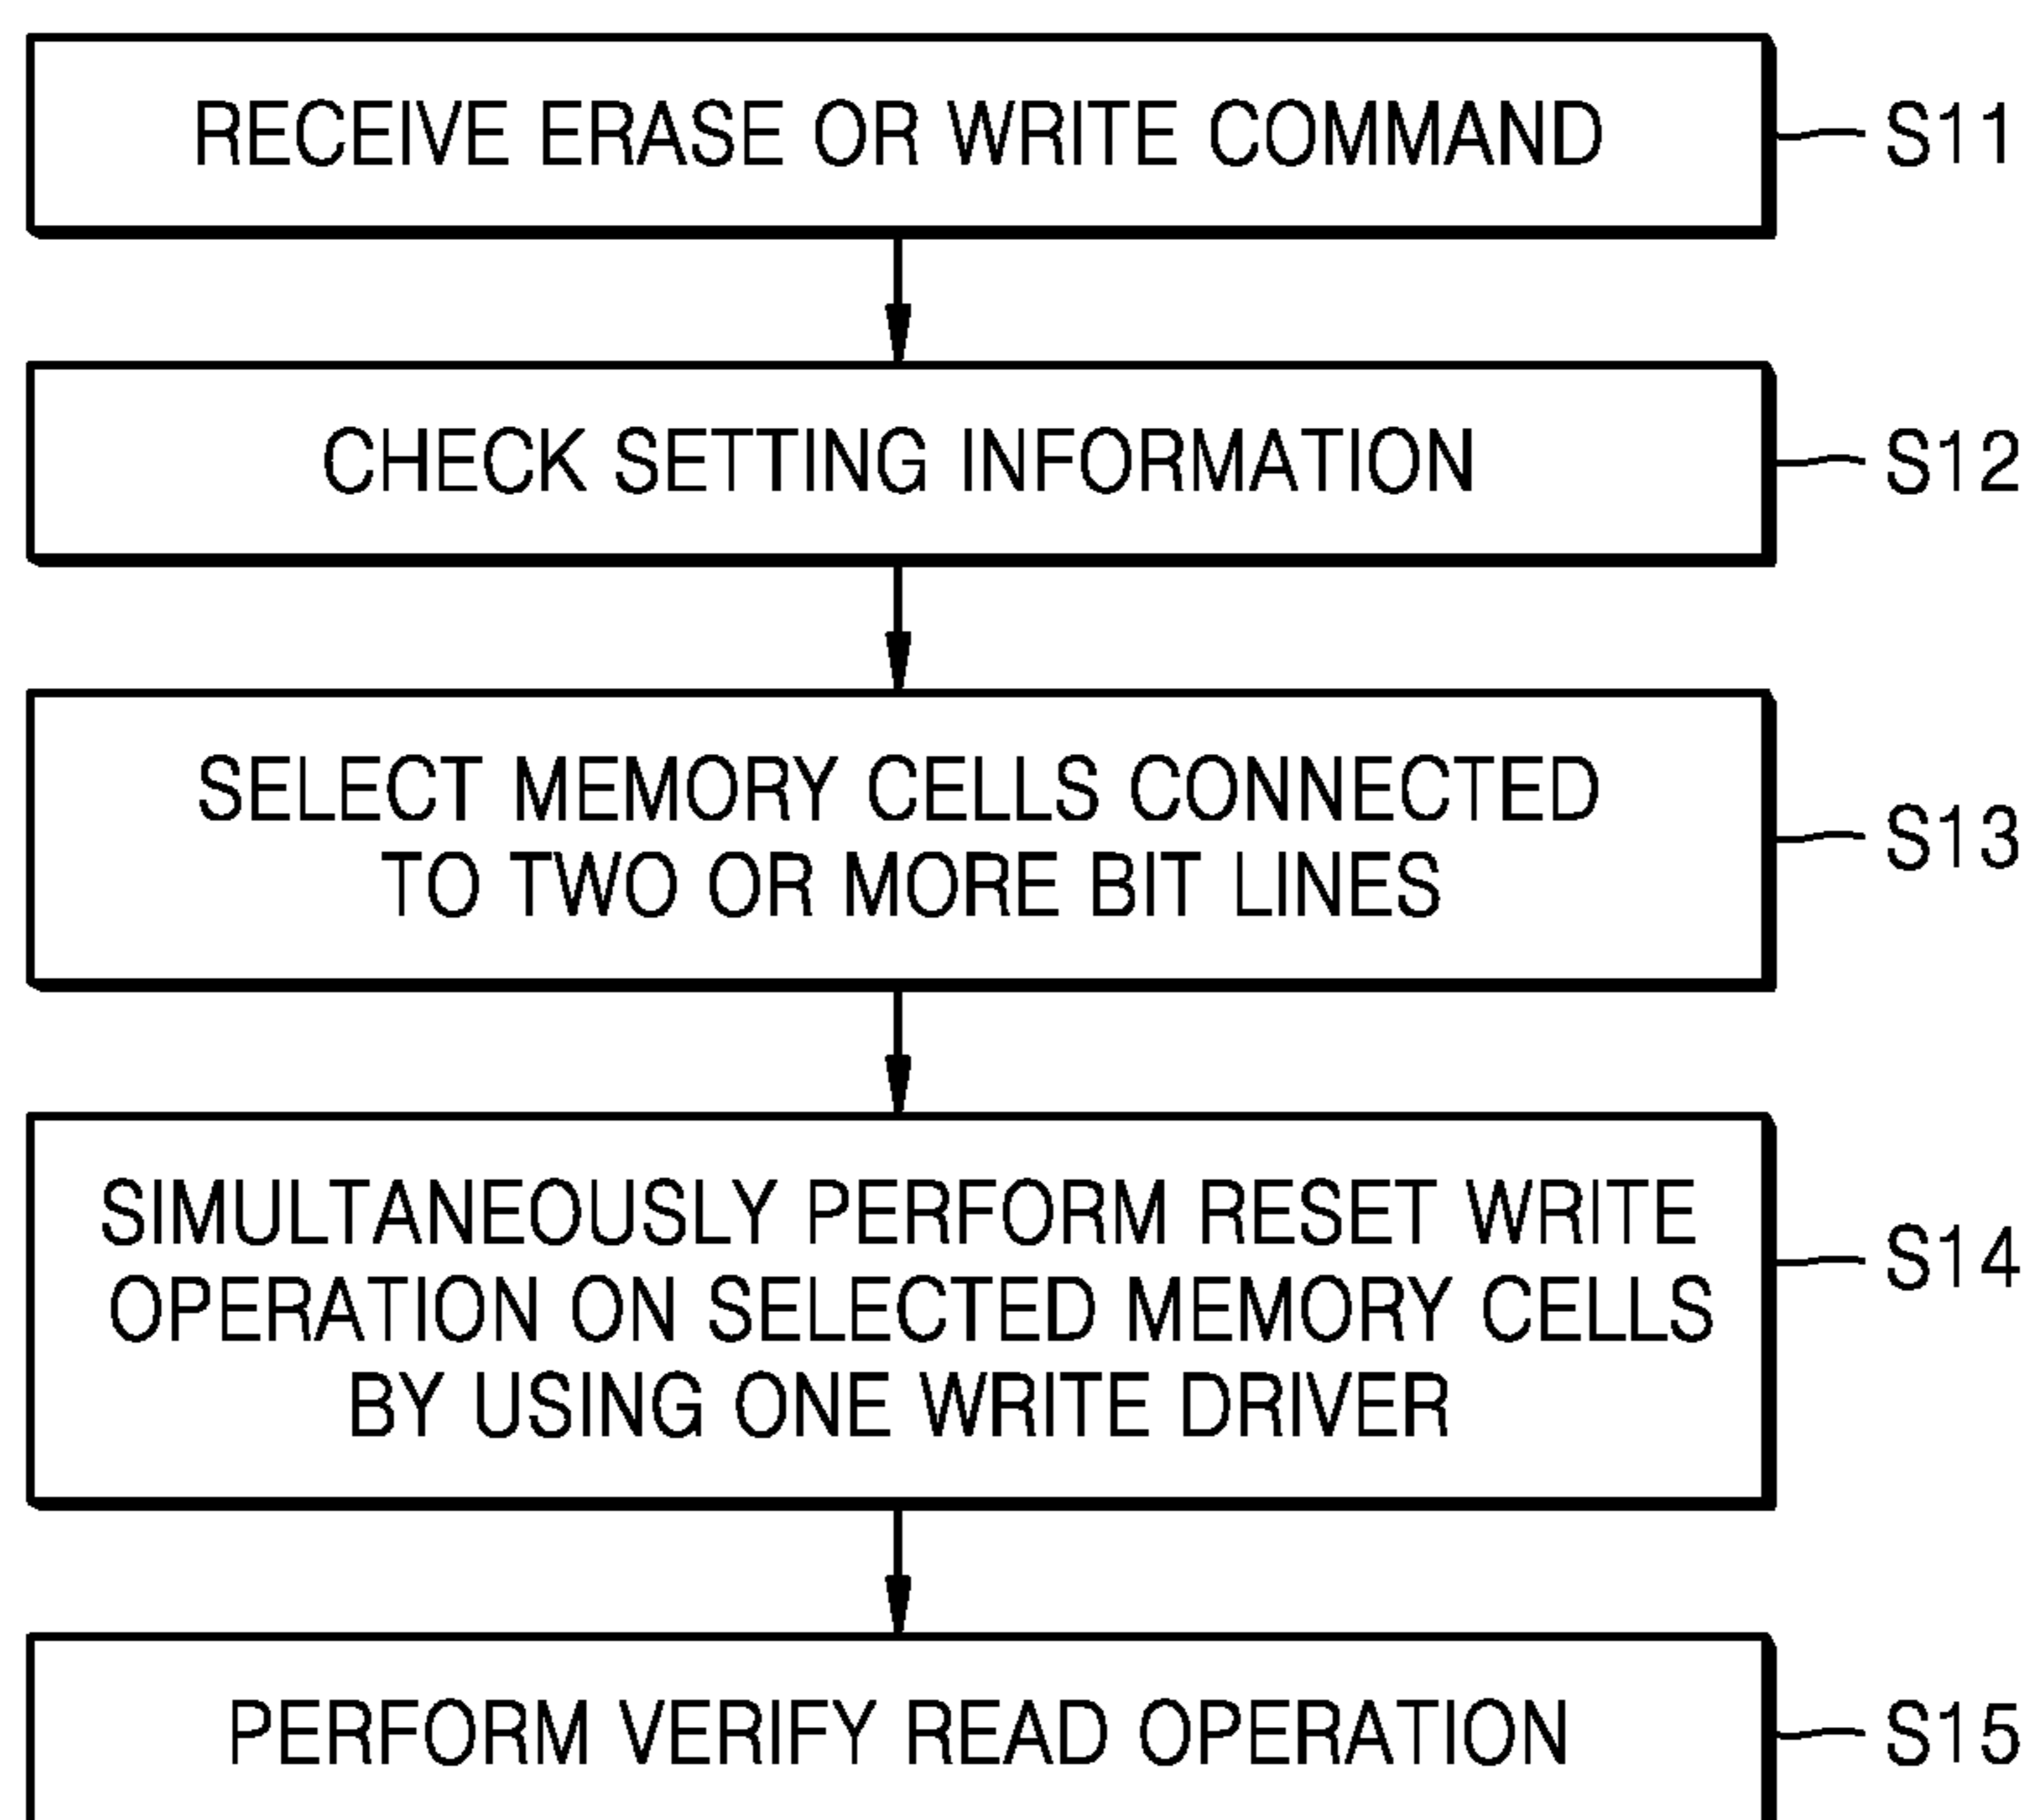 RECEIVE ERASE OR WRITE COMMAND
S11
CHECK SETTING INFORMATION
S12
SELECT MEMORY CELLS CONNECTED
TO TWO OR MORE BIT LINES
S13
SIMULTANEOUSLY PERFORM RESET WRITE
OPERATION ON SELECTED MEMORY CELLS
BY USING ONE WRITE DRIVER
S14
PERFORM VERIFY READ OPERATION
S15